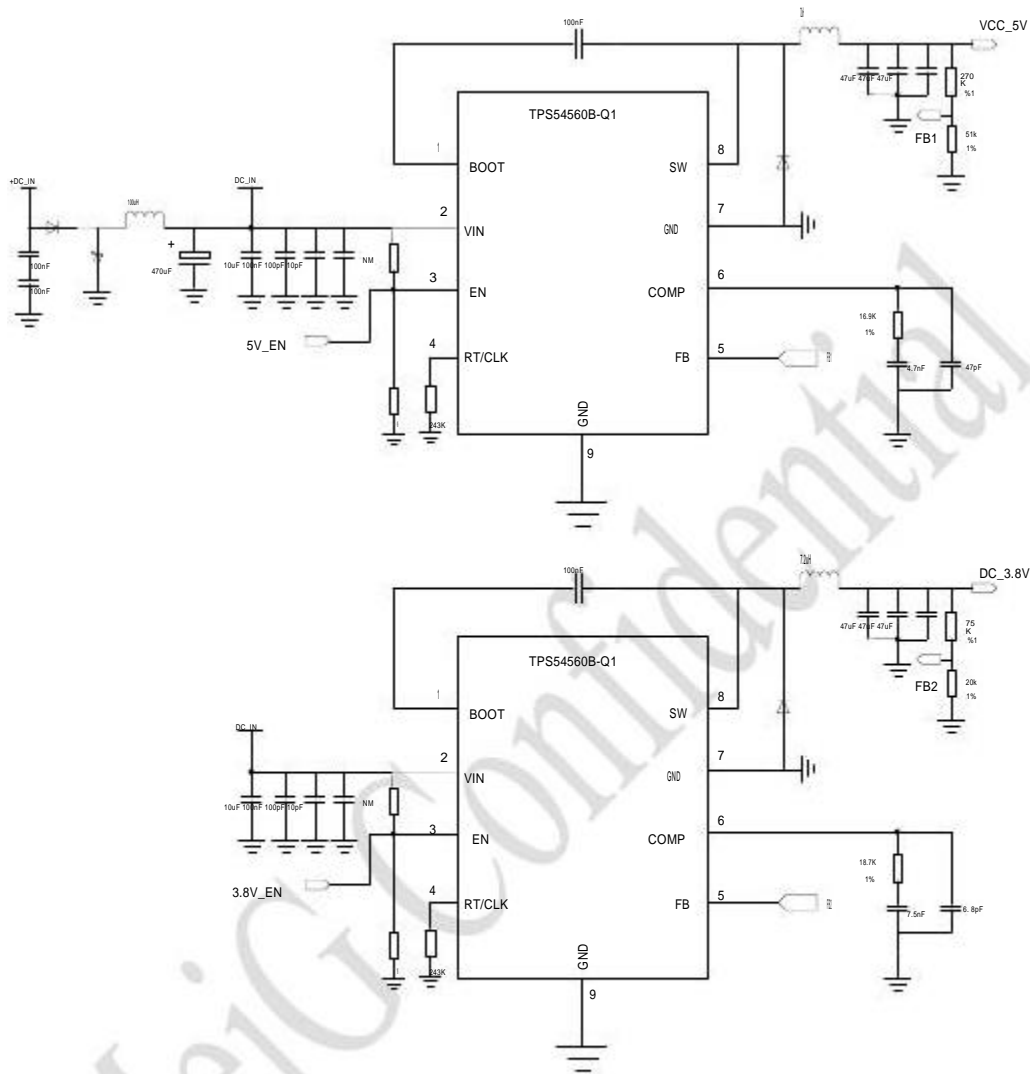 100nF
VCC_5V
47uF 47uF 47uF
270
K
%1
TPS54560B-Q1
FB1
51k
1%
1
BOOT
8
SW
+DC_IN
DC_IN
100uH
2
VIN
7
GND
+
470uF
10uF 100nF 100pF 10pF
NM
100nF
100nF
3
EN
6
COMP
5V_EN
16.9K
1%
4
RT/CLK
5
FB
4.7nF
47pF
243K
GND
9
100nF
7.2uH
DC_3.8V
47uF 47uF 47uF
75
K
%1
TPS54560B-Q1
FB2
20k
1%
1
BOOT
8
SW
DC_IN
2
VIN
7
GND
10uF 100nF 100pF 10pF
NM
3
EN
6
COMP
3.8V_EN
18.7K
1%
4
RT/CLK
5
FB
7.5nF
6.8pF
243K
GND
9
MeiG Confidential